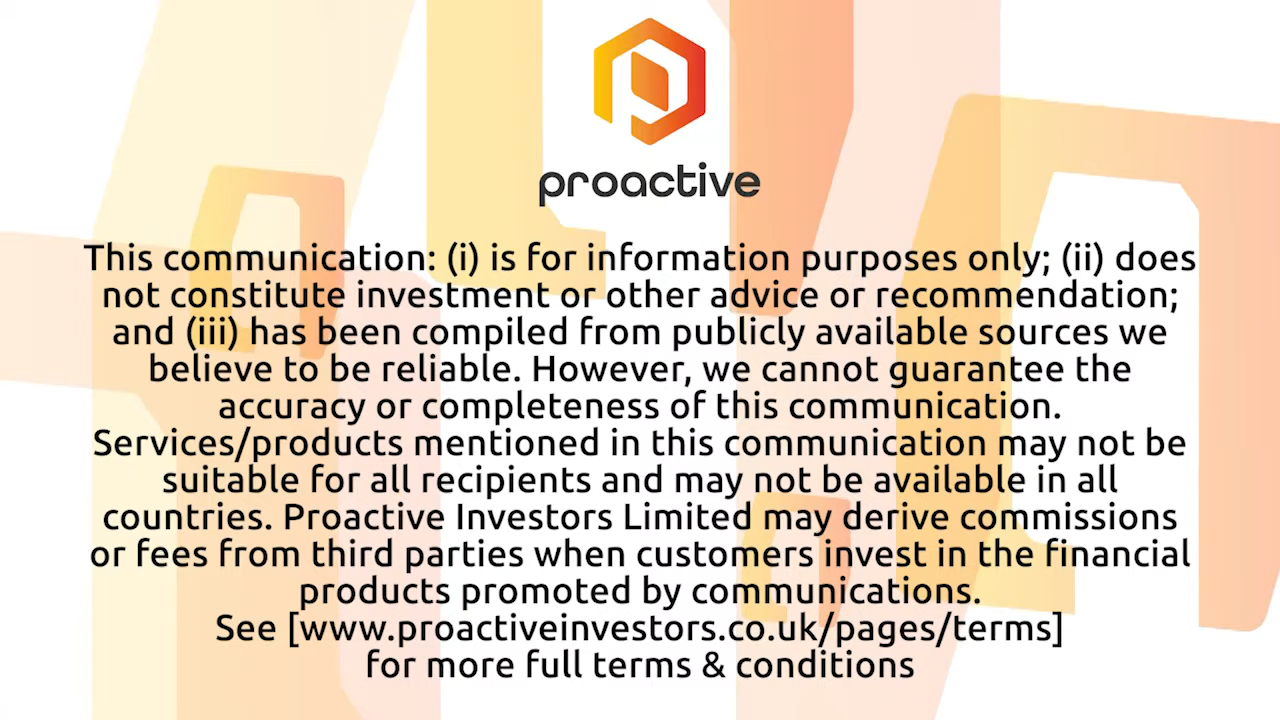 proactive
This communication: (i) is for information purposes only; (ii) does
not constitute investment or other advice or recommendation;
and (iii) has been compiled from publicly available sources we
believe to be reliable. However, we cannot guarantee the
accuracy or completeness of this communication.
Services/products mentioned in this communication may not be
suitable for all recipients and may not be available in all
countries. Proactive Investors Limited may derive commissions
or fees from third parties when customers invest in the financial
products promoted by communications.
See [www.proactiveinvestors.co.uk/pages/terms]
for more full terms & conditions